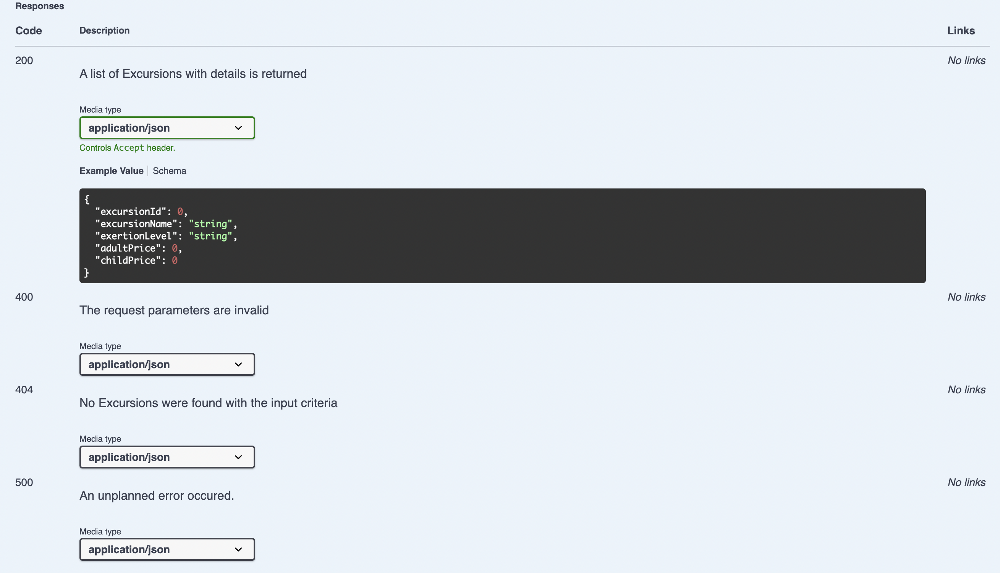 Responses
Code Description Links
200 No links
A list of Excursions with details is returned
Media type
application/json
Controls Accept header.
Example Value | Schema
{
  "excursionId": 0,
  "excursionName": "string",
  "exertionLevel": "string",
  "adultPrice": 0,
  "childPrice": 0
}
400 No links
The request parameters are invalid
Media type
application/json
404 No links
No Excursions were found with the input criteria
Media type
application/json
500 No links
An unplanned error occured.
Media type
application/json